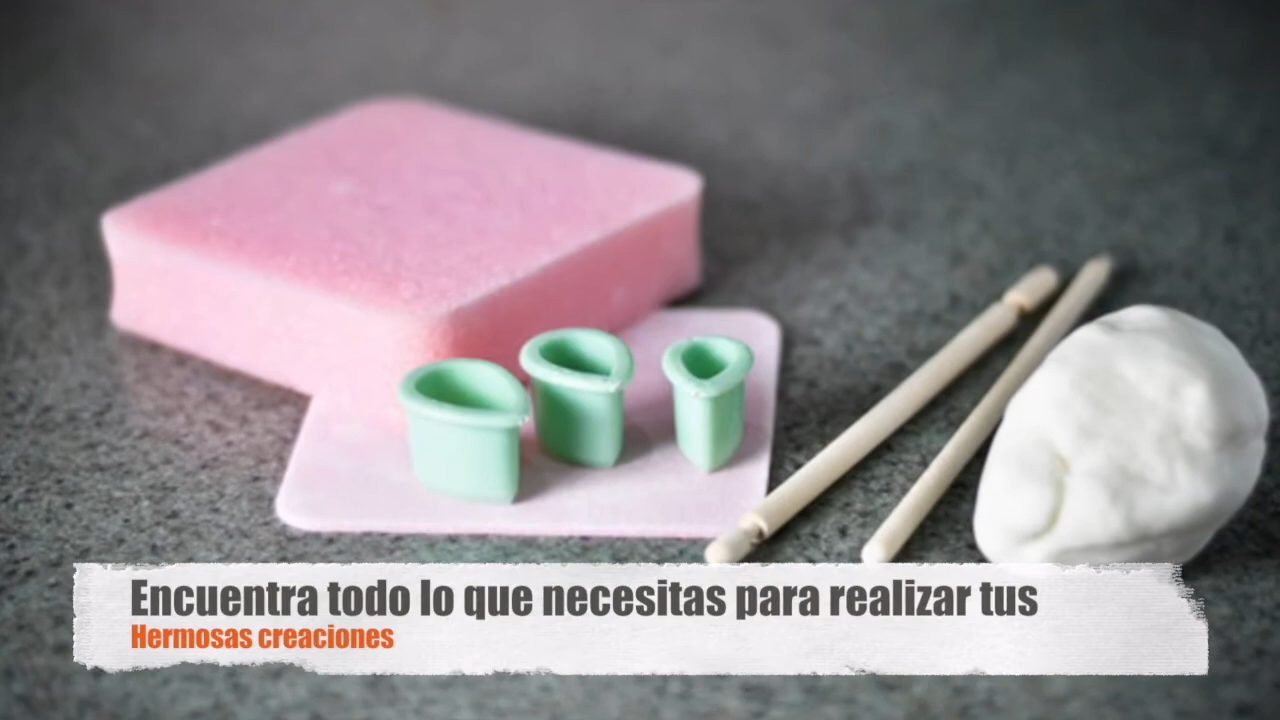 Encuentra todo lo que necesitas para realizar tus
Hermosas creaciones